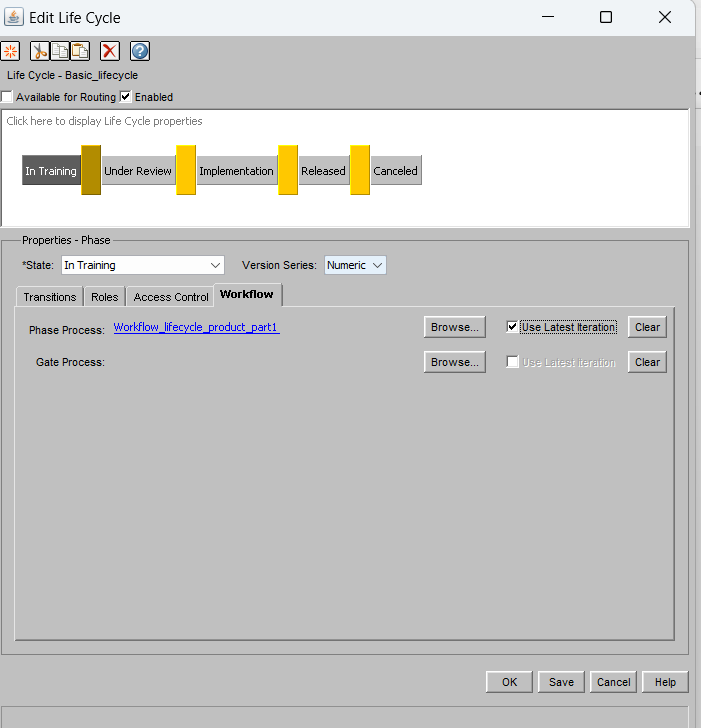 Edit Life Cycle
Life Cycle - Basic_lifecycle
Available for Routing Enabled
Click here to display Life Cycle properties
In Training Under Review Implementation Released Canceled
Properties - Phase
*State: In Training Version Series: Numeric
Transitions Roles Access Control Workflow
Phase Process: Workflow_lifecycle_product_part1 Browse... Use Latest Iteration Clear
Gate Process: Browse... Use Latest Iteration Clear
OK Save Cancel Help